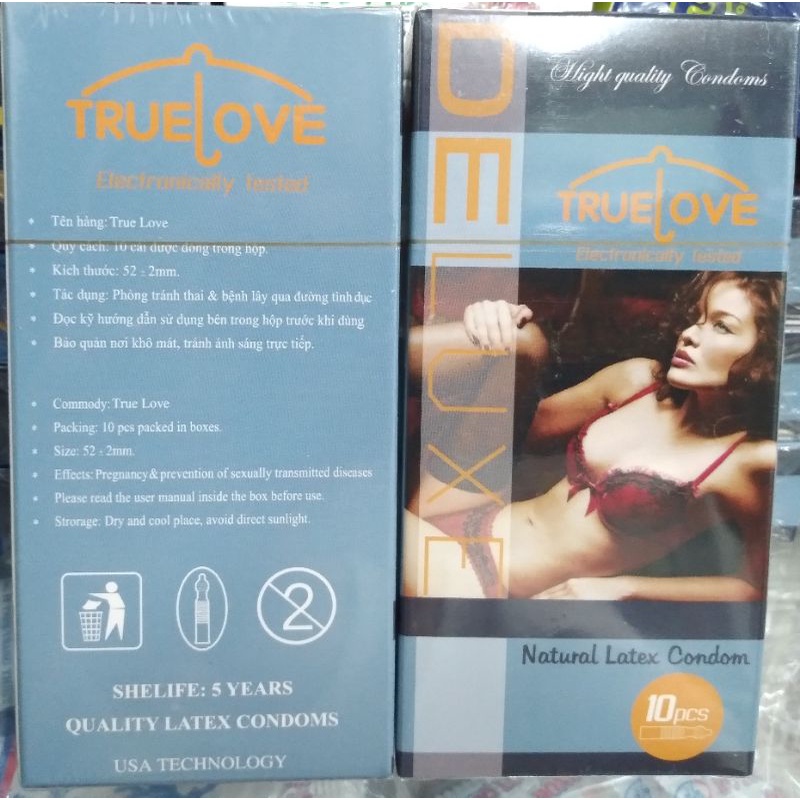 TRUELOVE
Electronically tested
Tên hàng: True Love
Quy cách: 10 cái được đóng trong hộp.
Kích thước: 52 ± 2mm.
Tác dụng: Phòng tránh thai & bệnh lây qua đường tình dục
Đọc kỹ hướng dẫn sử dụng bên trong hộp trước khi dùng
Bảo quản nơi khô mát, tránh ánh sáng trực tiếp.
Commody: True Love
Packing: 10 pcs packed in boxes.
Size: 52 ± 2mm.
Effects: Pregnancy & prevention of sexually transmitted diseases
Please read the user manual inside the box before use.
Strorage: Dry and cool place, avoid direct sunlight.
2
SHELIFE: 5 YEARS
QUALITY LATEX CONDOMS
USA TECHNOLOGY
DELUXE
Hight quality Condoms
TRUELOVE
Electronically tested
Natural Latex Condom
10pcs